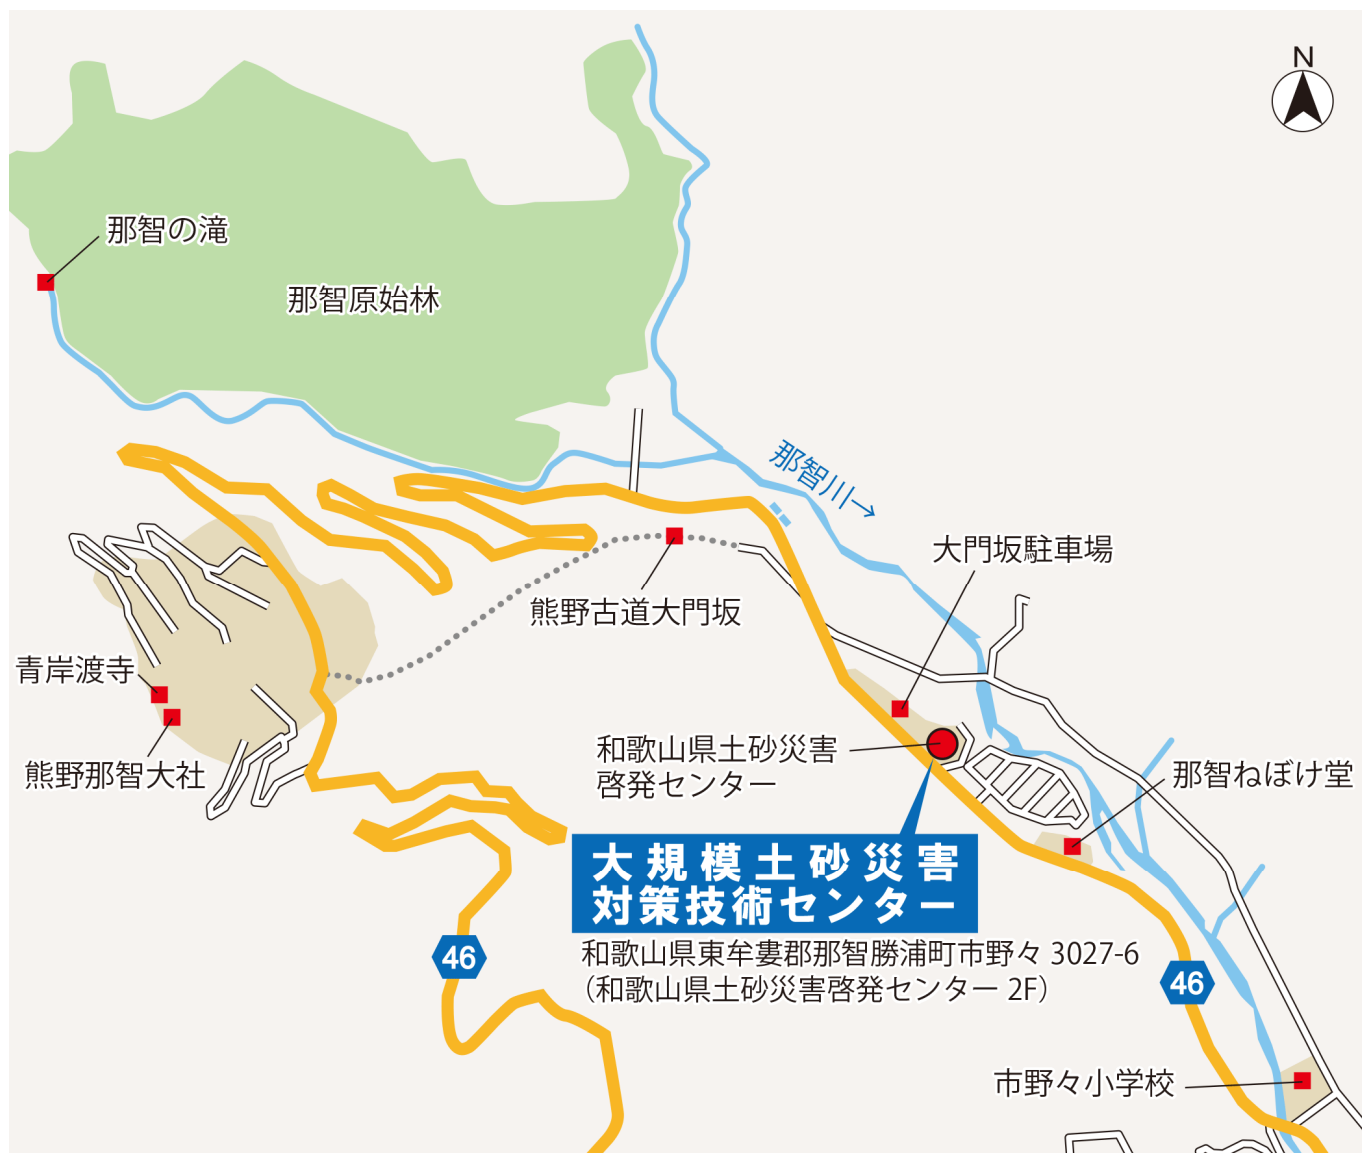 N
那智の滝
那智原始林
那智川→
大門坂駐車場
熊野古道大門坂
青岸渡寺
熊野那智大社
和歌山県土砂災害
啓発センター
那智ねぼけ堂
大規模土砂災害
対策技術センター
和歌山県東牟婁郡那智勝浦町市野々 3027-6
（和歌山県土砂災害啓発センター 2F）
46
46
市野々小学校